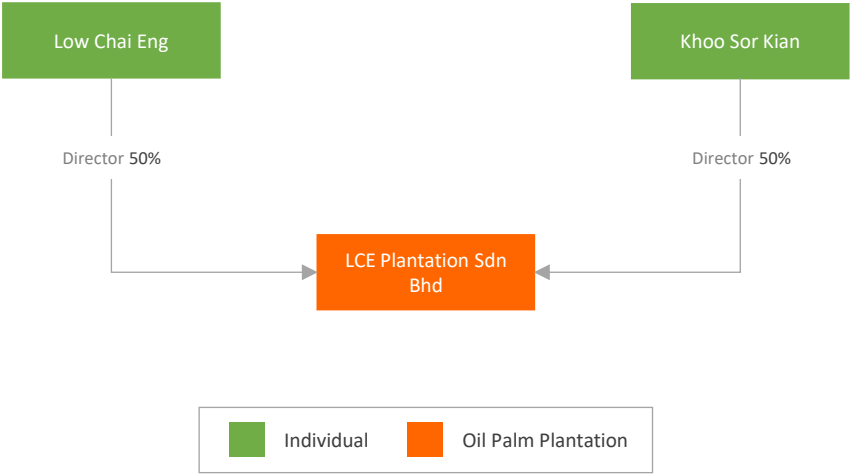 Low Chai Eng
Khoo Sor Kian
Director 50%
Director 50%
LCE Plantation Sdn
Bhd
Individual
Oil Palm Plantation